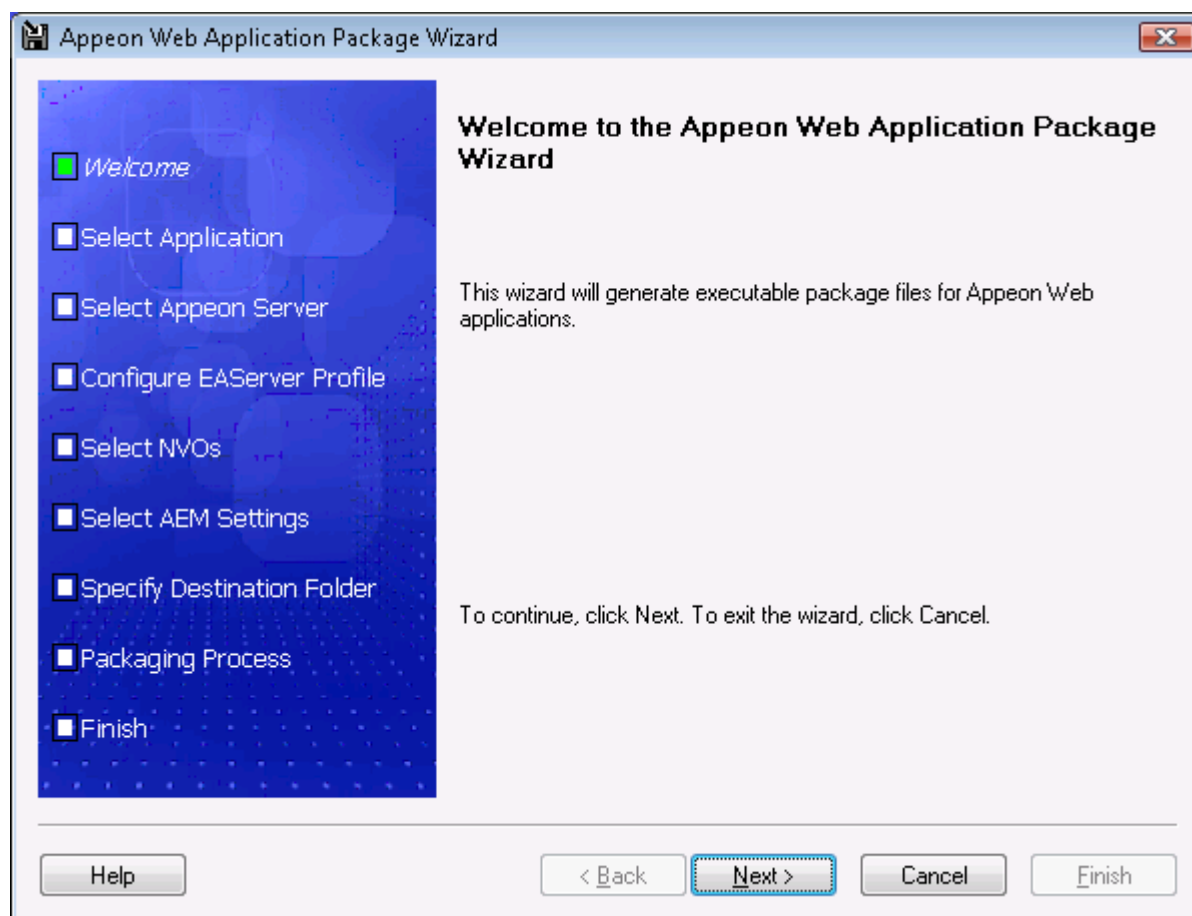 Appeon Web Application Package Wizard
Welcome
Select Application
Select Appeon Server
Configure EAServer Profile
Select NVOs
Select AEM Settings
Specify Destination Folder
Packaging Process
Finish
Welcome to the Appeon Web Application Package
Wizard
This wizard will generate executable package files for Appeon Web
applications.
To continue, click Next. To exit the wizard, click Cancel.
Help
< Back
Next >
Cancel
Finish